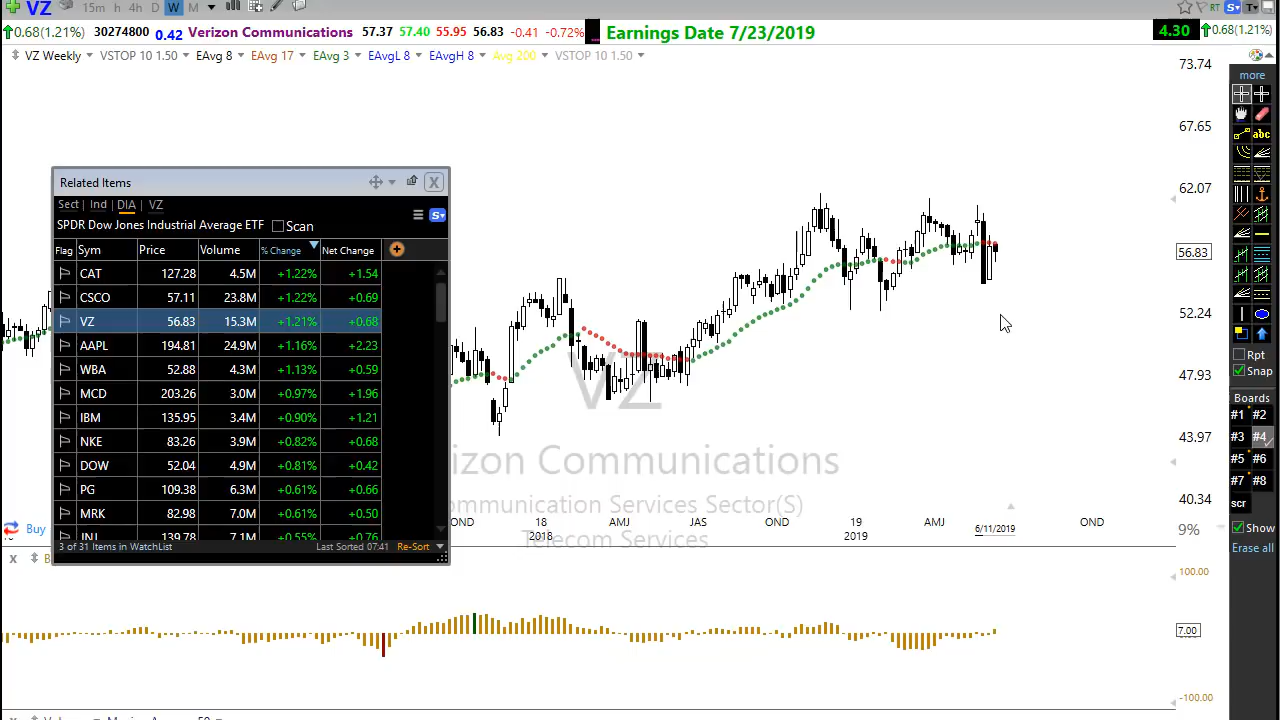 VZ 15m h 4H D W M RT S T
0.68(1.21%) 30274800 0.42 Verizon Communications 57.37 57.40 55.95 56.83 -0.41 -0.72% Earnings Date 7/23/2019 4.30 0.68(1.21%)
VZ Weekly VSTOP 10 1.50 EAvg 8 EAvg 17 EAvg 3 EAvgL 8 EAvgH 8 Avg 200 VSTOP 10 1.50
73.74
67.65
62.07
56.83
52.24
47.93
43.97
40.34
9%
Related Items X
Sect Ind DIA VZ
SPDR Dow Jones Industrial Average ETF Scan
Flag Sym Price Volume % Change Net Change
CAT 127.28 4.5M +1.22% +1.54
CSCO 57.11 23.8M +1.22% +0.69
VZ 56.83 15.3M +1.21% +0.68
AAPL 194.81 24.9M +1.16% +2.23
WBA 52.88 4.3M +1.13% +0.59
MCD 203.26 3.0M +0.97% +1.96
IBM 135.95 3.4M +0.90% +1.21
NKE 83.26 3.9M +0.82% +0.68
DOW 52.04 4.9M +0.81% +0.42
PG 109.38 6.3M +0.61% +0.66
MRK 82.98 7.0M +0.61% +0.50
JNJ 139.78 7.1M +0.55% +0.76
3 of 31 Items in WatchList Last Sorted 07:41 Re-Sort
VZ
izon Communications
ommunication Services Sector(S)
Telecom Services
Buy
OND 18 AMJ JAS OND 19 AMJ 6/11/2019 OND
2018 2019
x B
100.00
7.00
-100.00
more
abc
Rpt
Snap
Boards
#1 #2
#3 #4
#5 #6
#7 #8
scr
Show
Erase all